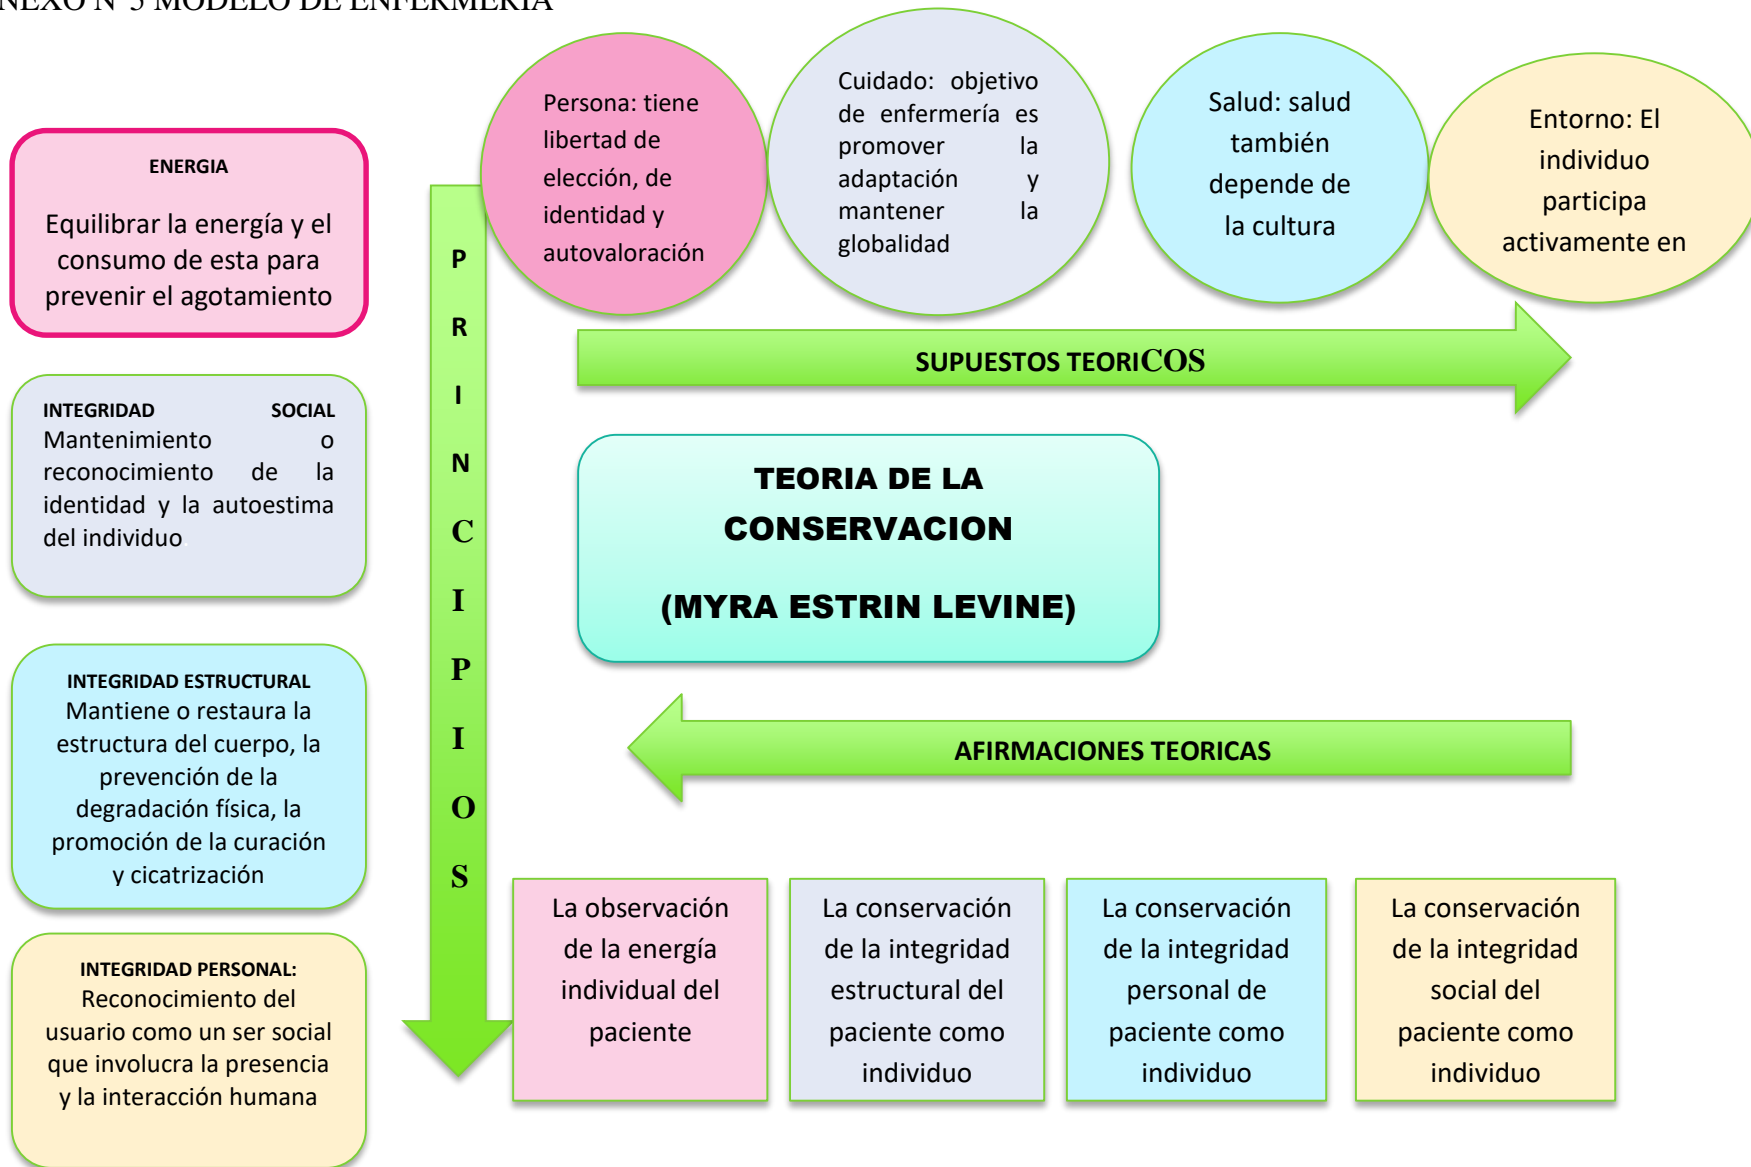 NEXO N°5 MODELO DE ENFERMERIA
Persona: tiene
libertad de
elección, de
identidad y
autovaloración
Cuidado: objetivo
de enfermería es
promover la
adaptación y
mantener la
globalidad
Salud: salud
también
depende de
la cultura
Entorno: El
individuo
participa
activamente en
ENERGIA
Equilibrar la energía y el
consumo de esta para
prevenir el agotamiento
INTEGRIDAD SOCIAL
Mantenimiento o
reconocimiento de la
identidad y la autoestima
del individuo.
INTEGRIDAD ESTRUCTURAL
Mantiene o restaura la
estructura del cuerpo, la
prevención de la
degradación física, la
promoción de la curación
y cicatrización
INTEGRIDAD PERSONAL:
Reconocimiento del
usuario como un ser social
que involucra la presencia
y la interacción humana
P
R
I
N
C
I
P
I
O
S
SUPUESTOS TEORICOS
TEORIA DE LA
CONSERVACION
(MYRA ESTRIN LEVINE)
AFIRMACIONES TEORICAS
La observación
de la energía
individual del
paciente
La conservación
de la integridad
estructural del
paciente como
individuo
La conservación
de la integridad
personal de
paciente como
individuo
La conservación
de la integridad
social del
paciente como
individuo